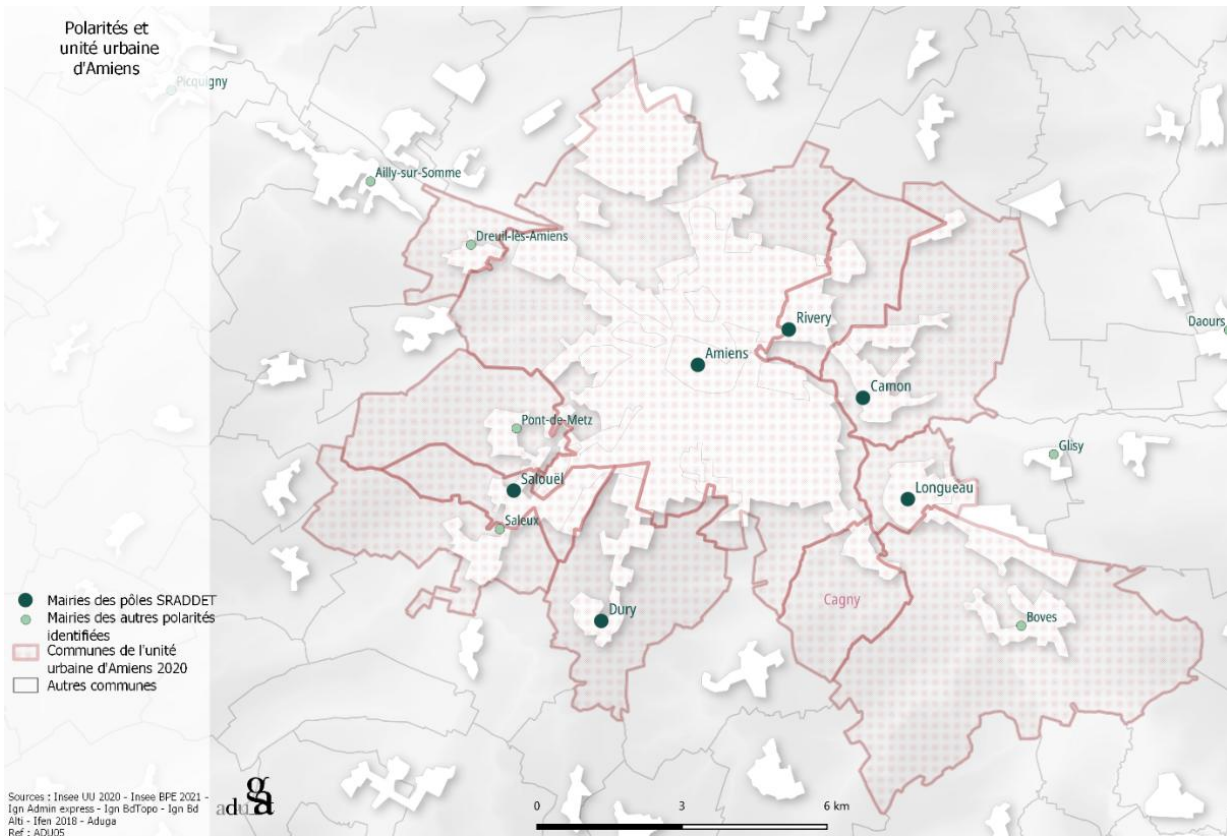 Polarités et
unité urbaine
d'Amiens
Picquigny
Ailly-sur-Somme
Dreuil-lès-Amiens
Rivery
Daours
Amiens
Camon
Pont-de-Metz
Glisy
Salouël
Longueau
Saleux
Cagny
Dury
Boves
Mairies des pôles SRADDET
Mairies des autres polarités
identifiées
Communes de l'unité
urbaine d'Amiens 2020
Autres communes
Sources : Insee UU 2020 - Insee BPE 2021 -
Ign Admin express - Ign BdTopo - Ign Bd
Alti - Ifen 2018 - Aduga
Ref : ADU05
aduga
0 3 6 km